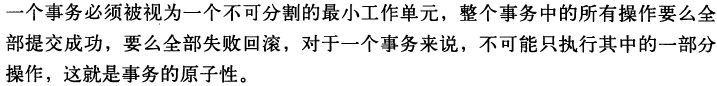 一个事务必须被视为一个不可分割的最小工作单元，整个事务中的所有操作要么全
部提交成功，要么全部失败回滚，对于一个事务来说，不可能只执行其中的一部分
操作，这就是事务的原子性。